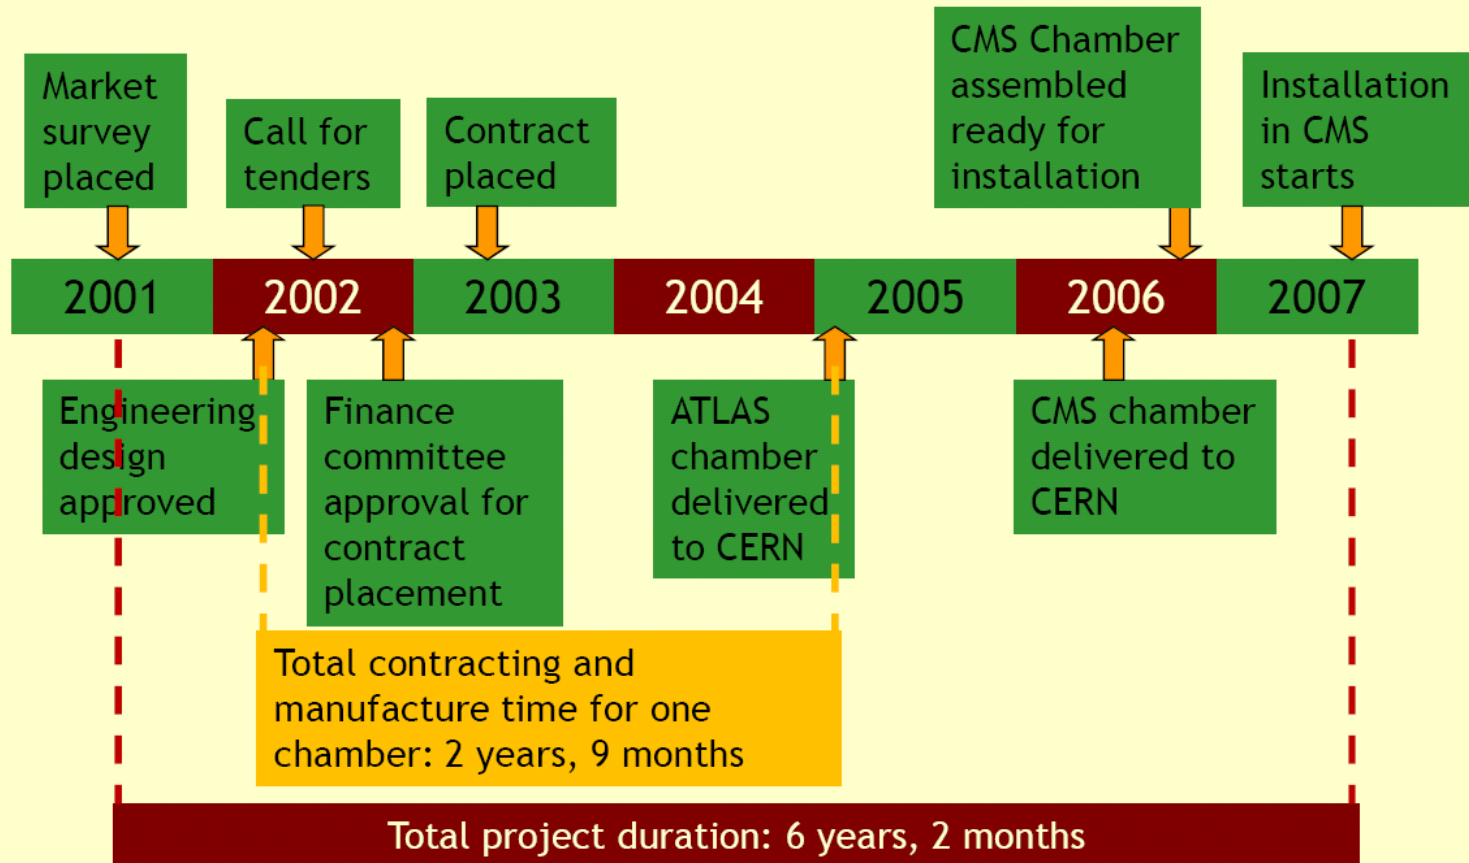 Market
survey
placed
Call for
tenders
Contract
placed
CMS Chamber
assembled
ready for
installation
Installation
in CMS
starts
2001
2002
2003
2004
2005
2006
2007
Engineering
design
approved
Finance
committee
approval for
contract
placement
ATLAS
chamber
delivered
to CERN
CMS chamber
delivered to
CERN
Total contracting and
manufacture time for one
chamber: 2 years, 9 months
Total project duration: 6 years, 2 months